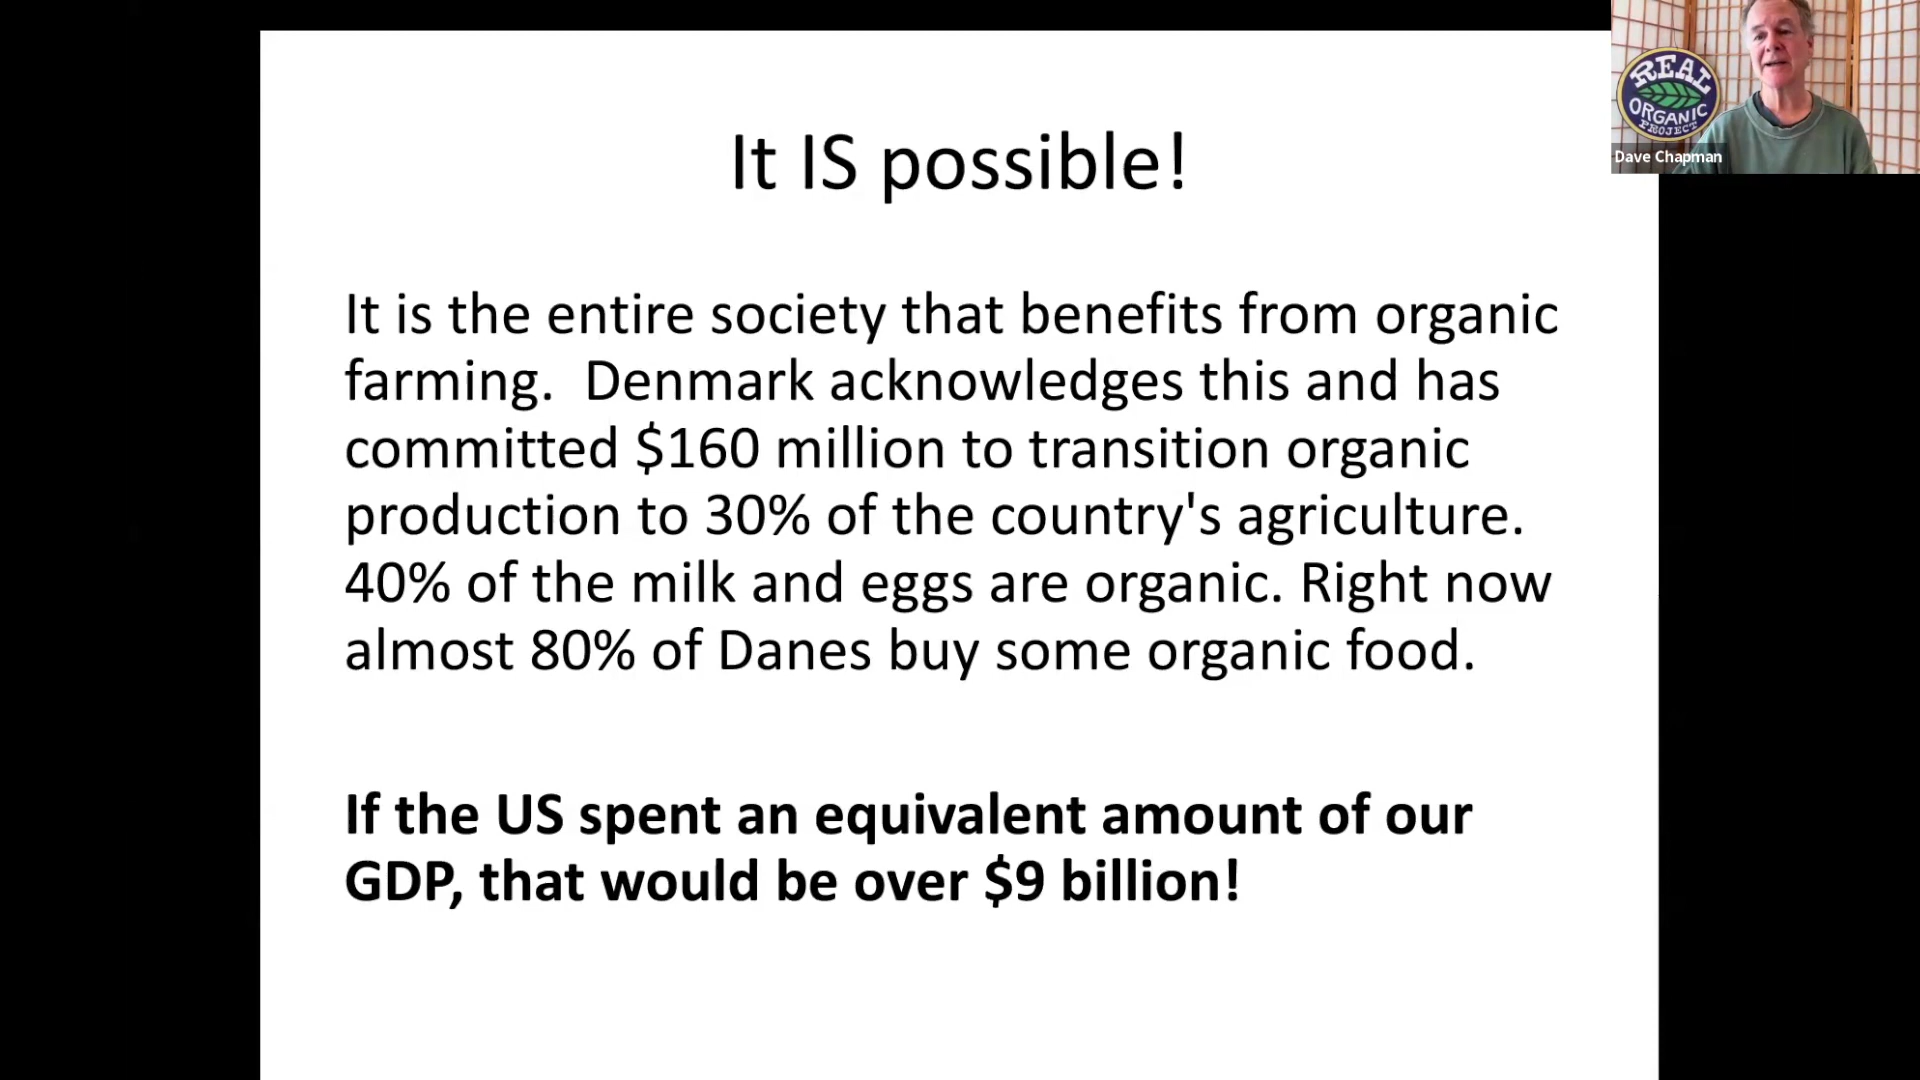 It IS possible!
It is the entire society that benefits from organic
farming.  Denmark acknowledges this and has
committed $160 million to transition organic
production to 30% of the country's agriculture.
40% of the milk and eggs are organic. Right now
almost 80% of Danes buy some organic food.
If the US spent an equivalent amount of our
GDP, that would be over $9 billion!
REAL
ORGANIC
PROJECT
Dave Chapman